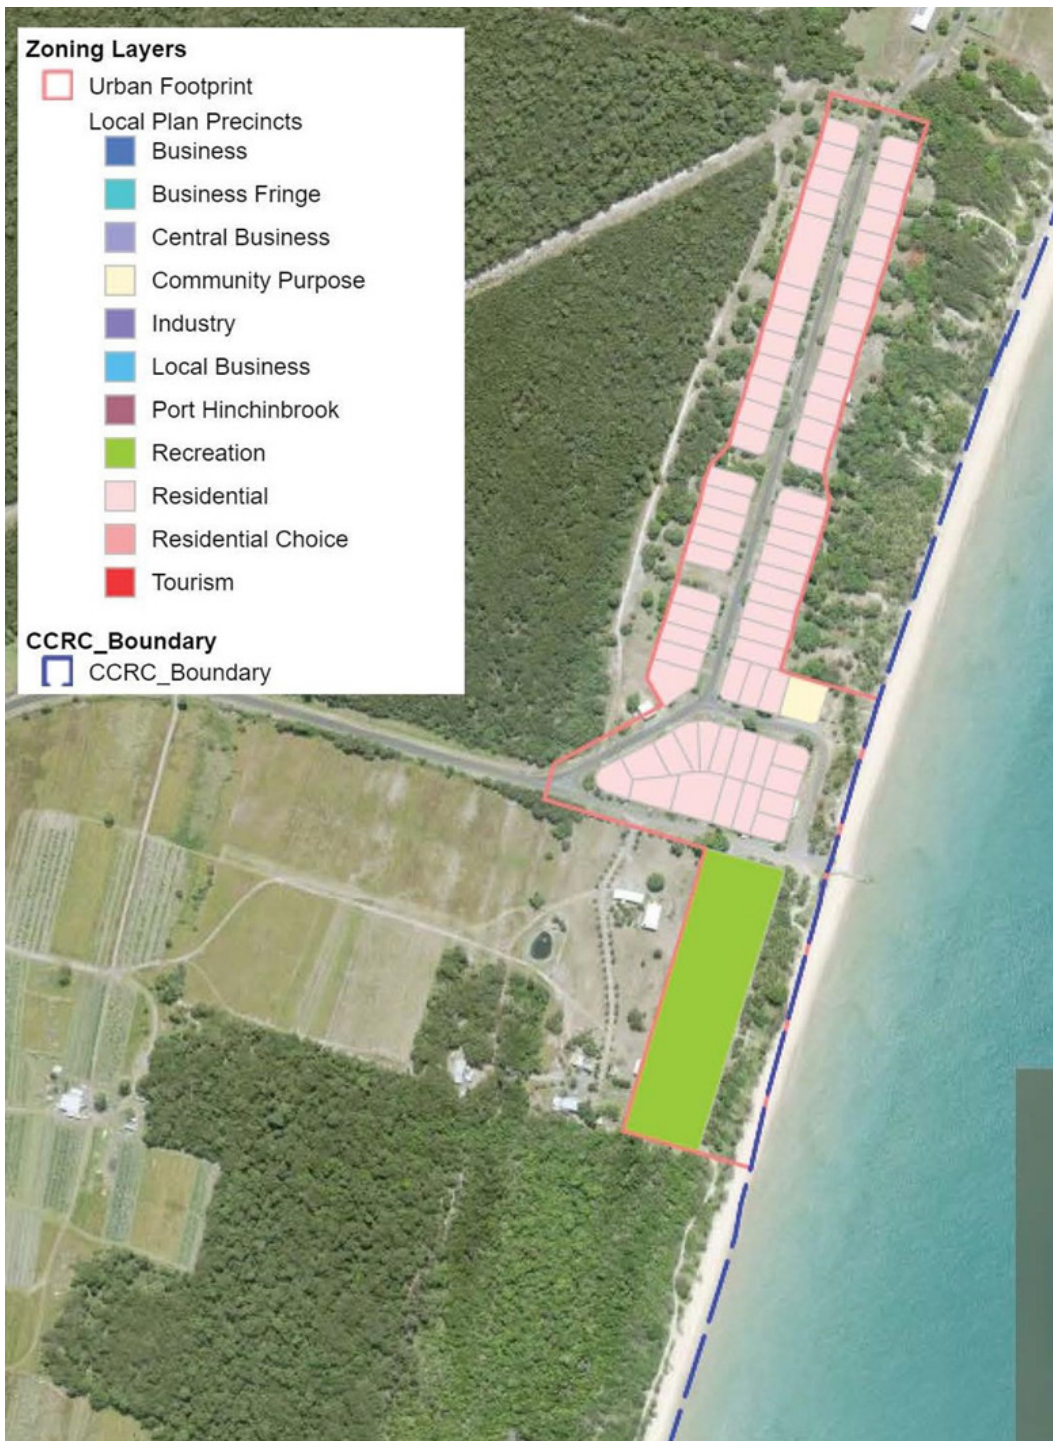 Zoning Layers
Urban Footprint
Local Plan Precincts
Business
Business Fringe
Central Business
Community Purpose
Industry
Local Business
Port Hinchinbrook
Recreation
Residential
Residential Choice
Tourism
CCRC_Boundary
CCRC_Boundary